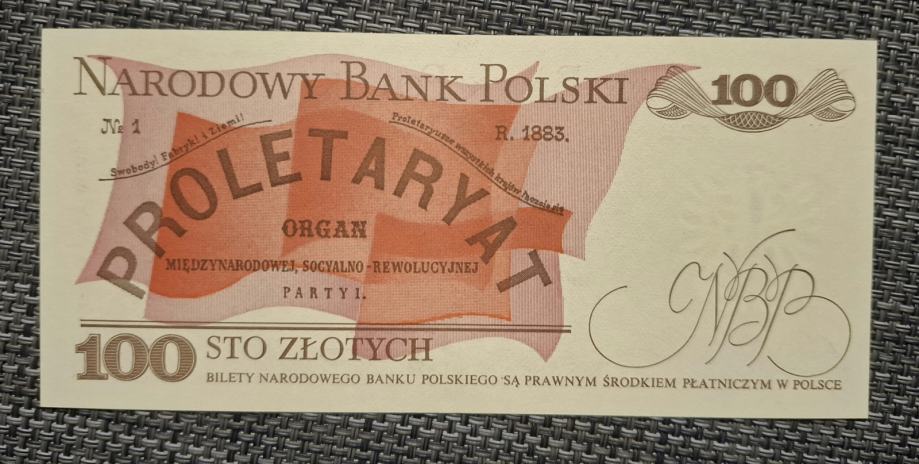 NARODOWY BANK POLSKI
100
№ 1
R. 1883.
Swobody! Fabryk! i Ziemi!
Proletaryusze wszystkich krajów łączcie się
PROLETARYAT
ORGAN
MIĘDZYNARODOWEJ, SOCYALNO-REWOLUCYJNEJ
PARTYI.
NBP
100
STO ZŁOTYCH
BILETY NARODOWEGO BANKU POLSKIEGO SĄ PRAWNYM ŚRODKIEM PŁATNICZYM W POLSCE